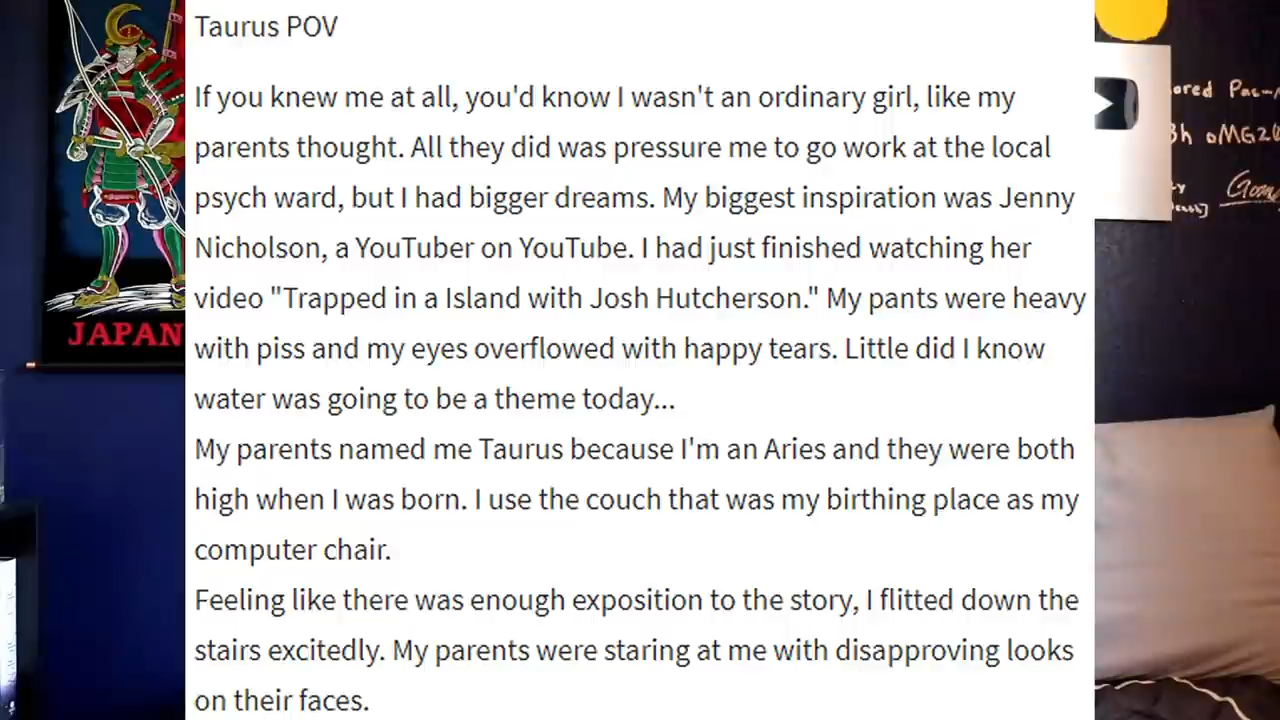 Taurus POV
If you knew me at all, you'd know I wasn't an ordinary girl, like my
parents thought. All they did was pressure me to go work at the local
psych ward, but I had bigger dreams. My biggest inspiration was Jenny
Nicholson, a YouTuber on YouTube. I had just finished watching her
video "Trapped in a Island with Josh Hutcherson." My pants were heavy
with piss and my eyes overflowed with happy tears. Little did I know
water was going to be a theme today...
My parents named me Taurus because I'm an Aries and they were both
high when I was born. I use the couch that was my birthing place as my
computer chair.
Feeling like there was enough exposition to the story, I flitted down the
stairs excitedly. My parents were staring at me with disapproving looks
on their faces.
JAPAN